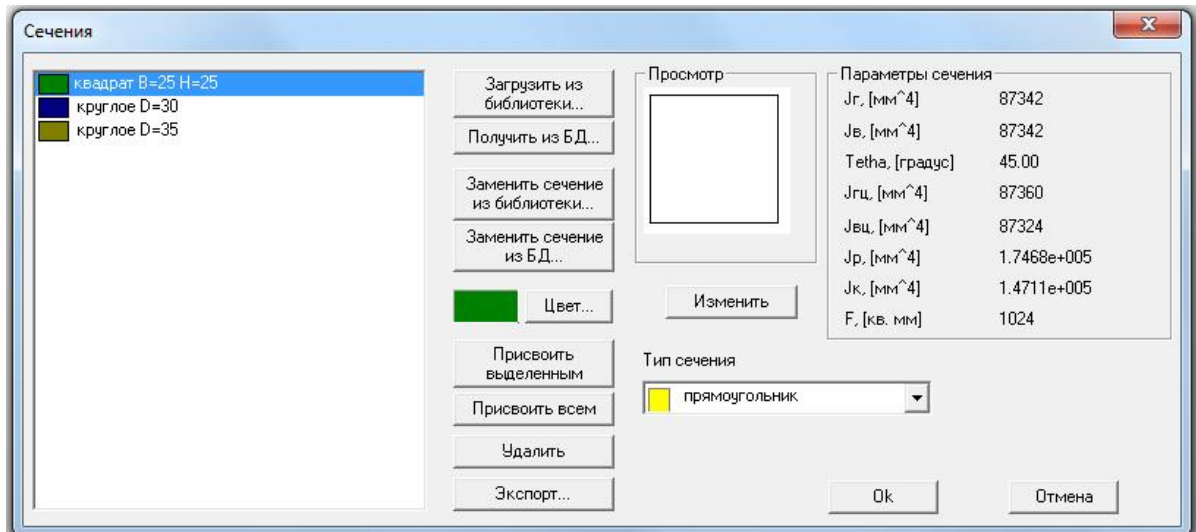 Сечения
квадрат B=25 H=25
круглое D=30
круглое D=35
Загрузить из
библиотеки...
Получить из БД...
Заменить сечение
из библиотеки...
Заменить сечение
из БД...
Цвет...
Присвоить
выделенным
Присвоить всем
Удалить
Экспорт...
Просмотр
Изменить
Параметры сечения
Jг, [мм^4] 87342
Jв, [мм^4] 87342
Tetha, [градус] 45.00
Jгц, [мм^4] 87360
Jвц, [мм^4] 87324
Jp, [мм^4] 1.7468e+005
Jк, [мм^4] 1.4711e+005
F, [кв. мм] 1024
Тип сечения
прямоугольник
Ok
Отмена